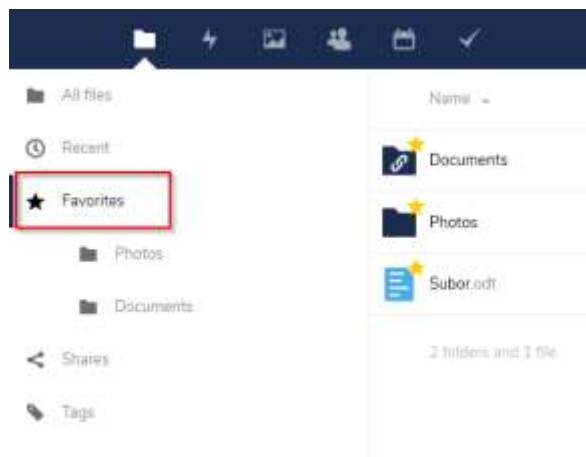 All files
Recent
Favorites
Photos
Documents
Shares
Tags
Name
Documents
Photos
Subor.odt
2 folders and 1 file